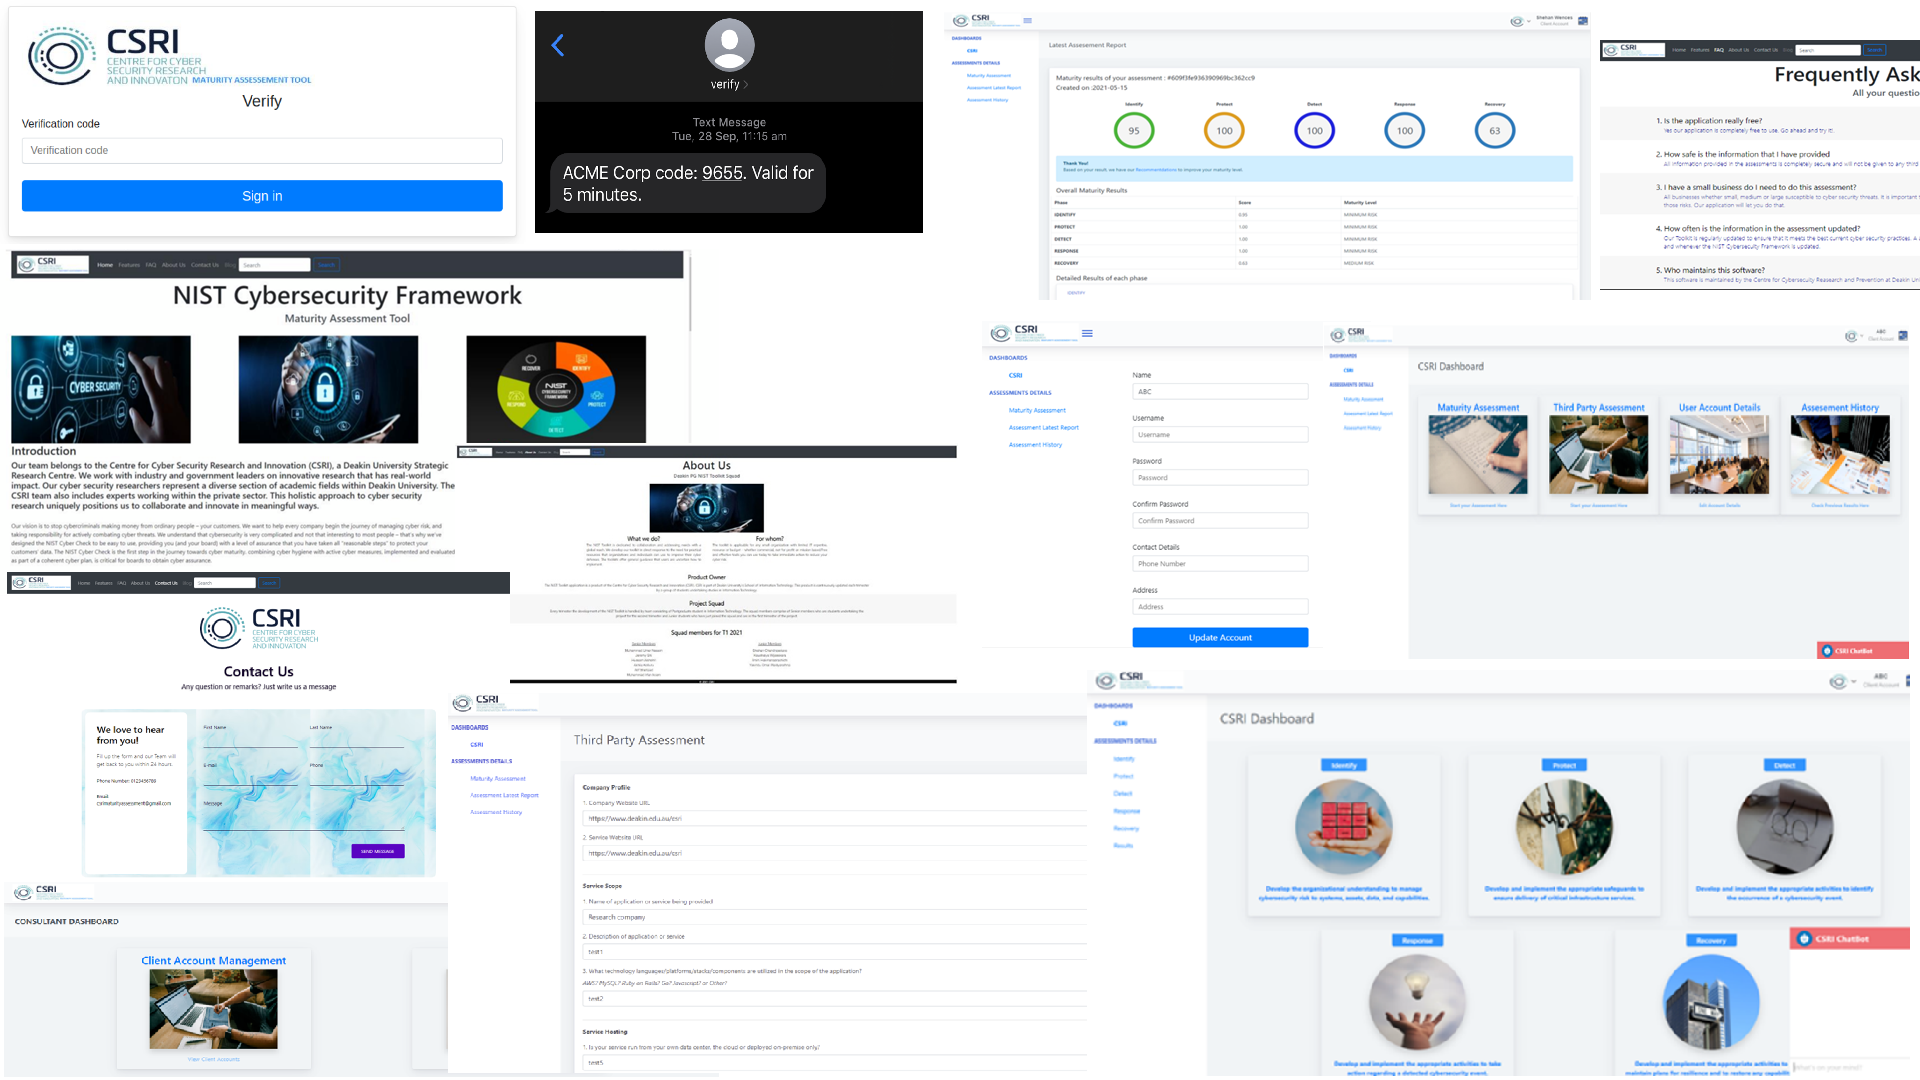 CSRI
CENTRE FOR CYBER
SECURITY RESEARCH
AND INNOVATON MATURITY ASSESSEMENT TOOL
Verify
Verification code
Verification code
Sign in
verify
Text Message
Tue, 28 Sep, 11:15 am
ACME Corp code: 9655. Valid for
5 minutes.
CSRI
Shehan Weroles
Client Account
DASHBOARDS
CSRI
ASSESSMENTS DETAILS
Maturity Assessment
Assessment Latest Report
Assessment History
Latest Assessment Report
Maturity results of your assessment : #609f3fe936390969bc362cc9
Created on :2021-05-15
Identify
Protect
Detect
Response
Recovery
95
100
100
100
63
Thank You!
Based on your result we have our Recommendations to improve your maturity level.
Overall Maturity Results
Phase Score Maturity Level
IDENTIFY 0.95 MINIMUM RISK
PROTECT 1.00 MINIMUM RISK
DETECT 1.00 MINIMUM RISK
RESPONSE 1.00 MINIMUM RISK
RECOVERY 0.63 MEDIUM RISK
Detailed Results of each phase
IDENTIFY
CSRI
Home Features FAQ About Us Contact Us Blog Search Search
Frequently Ask
All your questio
1. Is the application really free?
Yes our application is completely free to use. Go ahead and try it!
2. How safe is the information that I have provided
All information provided in the assessments is completely secure and will not be given to any third
3. I have a small business do I need to do this assessment?
All businesses whether small, medium or large susceptible to cyber security threats. It is important
those risks. Our application will let you do that.
4. How often is the information in the assessment updated?
Our Toolkit is regularly updated to ensure that it meets the best current cyber security practices. A
and whenever the NIST Cybersecurity Framework is updated.
5. Who maintains this software?
This software is maintained by the Centre for Cybersecurity Reasearch and Prevention at Deakin Un
CSRI
Home Features FAQ About Us Contact Us Blog Search Search
NIST Cybersecurity Framework
Maturity Assessment Tool
CYBER SECURITY
RECOVER
IDENTIFY
PROTECT
DETECT
RESPOND
NIST
CYBERSECURITY
FRAMEWORK
Introduction
Our team belongs to the Centre for Cyber Security Research and Innovation (CSRI), a Deakin University Strategic
Research Centre. We work with industry and government leaders on innovative research that has real-world
impact. Our cyber security researchers represent a diverse section of academic fields within Deakin University. The
CSRI team also includes experts working within the private sector. This holistic approach to cyber security
research uniquely positions us to collaborate and innovate in meaningful ways.
Our vision is to stop cybercriminals making money from ordinary people – your customers. We want to help every company begin the journey of managing cyber risk, and
taking responsibility for actively combating cyber threats. We understand that cybersecurity is very complicated and not that interesting to most people – that's why we've
designed the NIST Cyber Check to be easy to use, providing you (and your board) with a level of assurance that you have taken all "reasonable steps" to protect your
customers' data. The NIST Cyber Check is the first step in the journey towards cyber maturity, combining cyber hygiene with active cyber measures, implemented and evaluated
as part of a coherent cyber plan, is critical for boards to obtain cyber assurance.
About Us
Deakin PG NIST Toolkit Squad
What we do?
For whom?
Product Owner
Project Squad
Squad members for T1 2021
CSRI
DASHBOARDS
CSRI
ASSESSMENTS DETAILS
Maturity Assessment
Assessment Latest Report
Assessment History
Name
ABC
Username
Username
Password
Password
Confirm Password
Confirm Password
Contact Details
Phone Number
Address
Address
Update Account
CSRI
ABC
Client Account
DASHBOARDS
CSRI
ASSESSMENTS DETAILS
Maturity Assessment
Assessment Latest Report
Assessment History
CSRI Dashboard
Maturity Assessment
Start your Assessment Here
Third Party Assessment
Start your Assessment Here
User Account Details
Edit Account Details
Assesement History
Check Previous Results Here
CSRI ChatBot
CSRI
Home Features FAQ About Us Contact Us Blog Search Search
CSRI
CENTRE FOR CYBER
SECURITY RESEARCH
AND INNOVATION
Contact Us
Any question or remarks? Just write us a message
We love to hear
from you!
Fill up the form and our Team will
get back to you within 24 hours
Phone Number: 0123456788
Email:
csrimaturityassessment@gmail.com
First Name
Last Name
E-mail
Phone
Message
SEND MESSAGE
CSRI
CONSULTANT DASHBOARD
Client Account Management
View Client Accounts
CSRI
DASHBOARDS
CSRI
ASSESSMENTS DETAILS
Maturity Assessment
Assessment Latest Report
Assessment History
Third Party Assessment
Company Profile
1. Company Website URL
https://www.deakin.edu.au/csri
2. Service Website URL
https://www.deakin.edu.au/csri
Service Scope
1. Name of application or service being provided
Research company
2. Description of application or service
test1
3. What technology languages/platforms/stacks/components are utilized in the scope of the application?
AWS? MySQL? Ruby on Rails? Go? Javascript? or Other?
test2
Service Hosting
1. Is your service run from your own data center, the cloud or deployed on-premise only?
test5
CSRI
ABC
Client Account
DASHBOARDS
CSRI
ASSESSMENTS DETAILS
Identify
Protect
Detect
Response
Recovery
Results
CSRI Dashboard
Identify
Develop the organizational understanding to manage
cybersecurity risk to systems, assets, data, and capabilities.
Protect
Develop and implement the appropriate safeguards to
ensure delivery of critical infrastructure services.
Detect
Develop and implement the appropriate activities to identify
the occurrence of a cybersecurity event.
Response
Develop and implement the appropriate activities to take
action regarding a detected cybersecurity event.
Recovery
Develop and implement the appropriate activities to
maintain plans for resilience and to restore any capabilit
CSRI ChatBot
What's on your mind?